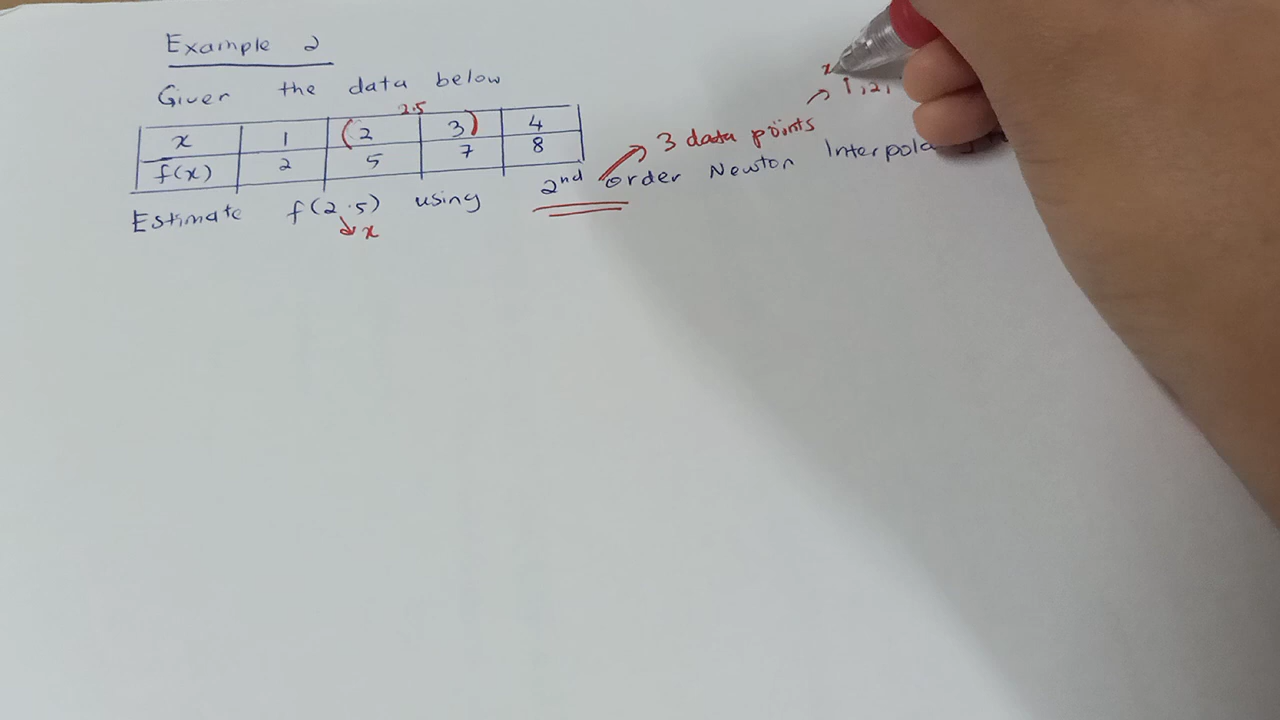 Example 2
Given the data below
2.5
x 1 (2 3) 4
f(x) 2 5 7 8
Estimate f(2.5) using 2nd order Newton
x
3 data points
1, 2,